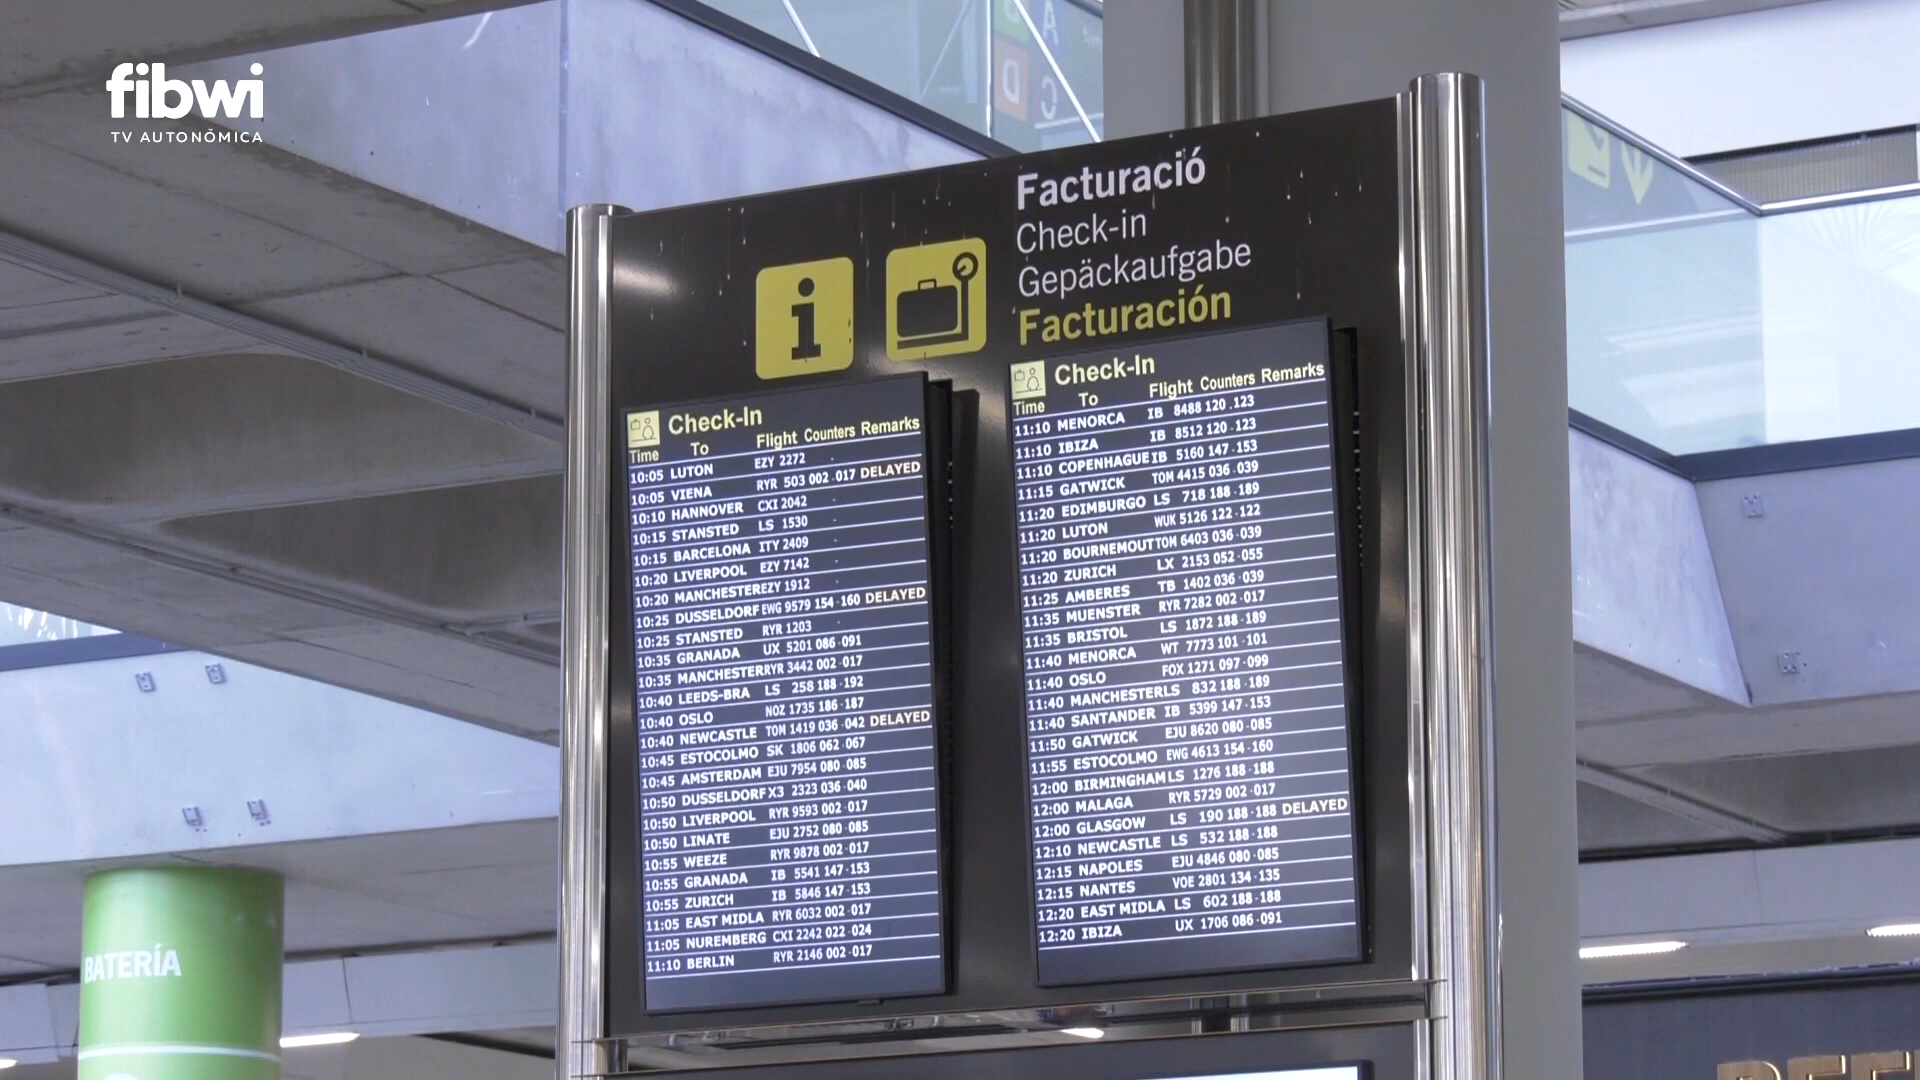 fibwi
TV AUTONÒMICA
A
C
D
Facturació
Check-in
Gepäckaufgabe
Facturación
i
Check-In
Time To Flight Counters Remarks
10:05 LUTON EZY 2272 -
10:05 VIENA RYR 503 002-017 DELAYED
10:10 HANNOVER CXI 2042 -
10:15 STANSTED LS 1530 -
10:15 BARCELONA ITY 2409 -
10:20 LIVERPOOL EZY 7142 -
10:20 MANCHESTER EZY 1912 -
10:25 DUSSELDORF EWG 9579 154-160 DELAYED
10:25 STANSTED RYR 1203 -
10:35 GRANADA UX 5201 086-091
10:35 MANCHESTER RYR 3442 002-017
10:40 LEEDS-BRA LS 258 188-192
10:40 OSLO NOZ 1735 186-187
10:40 NEWCASTLE TOM 1419 036-042 DELAYED
10:45 ESTOCOLMO SK 1806 062-067
10:45 AMSTERDAM EJU 7954 080-085
10:50 DUSSELDORF X3 2323 036-040
10:50 LIVERPOOL RYR 9593 002-017
10:50 LINATE EJU 2752 080-085
10:55 WEEZE RYR 9878 002-017
10:55 GRANADA IB 5541 147-153
10:55 ZURICH IB 5846 147-153
11:05 EAST MIDLA RYR 6032 002-017
11:05 NUREMBERG CXI 2242 022-024
11:10 BERLIN RYR 2146 002-017
Check-In
Time To Flight Counters Remarks
11:10 MENORCA IB 8488 120-123
11:10 IBIZA IB 8512 120-123
11:10 COPENHAGUE IB 5160 147-153
11:15 GATWICK TOM 4415 036-039
11:20 EDIMBURGO LS 718 188-189
11:20 LUTON WUK 5126 122-122
11:20 BOURNEMOUT TOM 6403 036-039
11:20 ZURICH LX 2153 052-055
11:25 AMBERES TB 1402 036-039
11:35 MUENSTER RYR 7282 002-017
11:35 BRISTOL LS 1872 188-189
11:40 MENORCA WT 7773 101-101
11:40 OSLO FOX 1271 097-099
11:40 MANCHESTER LS 832 188-189
11:40 SANTANDER IB 5399 147-153
11:50 GATWICK EJU 8620 080-085
11:55 ESTOCOLMO EWG 4613 154-160
12:00 BIRMINGHAM LS 1276 188-188
12:00 MALAGA RYR 5729 002-017
12:00 GLASGOW LS 190 188-188 DELAYED
12:10 NEWCASTLE LS 532 188-188
12:15 NAPOLES EJU 4846 080-085
12:15 NANTES VOE 2801 134-135
12:20 EAST MIDLA LS 602 188-188
12:20 IBIZA UX 1706 086-091
BATERÍA